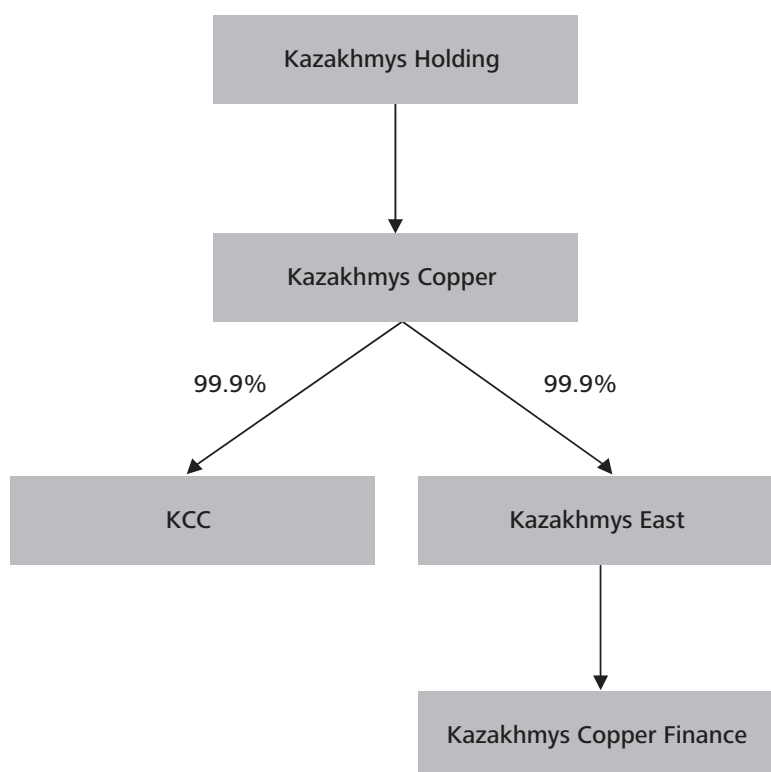 Kazakhmys Holding
Kazakhmys Copper
99.9%
99.9%
KCC
Kazakhmys East
Kazakhmys Copper Finance